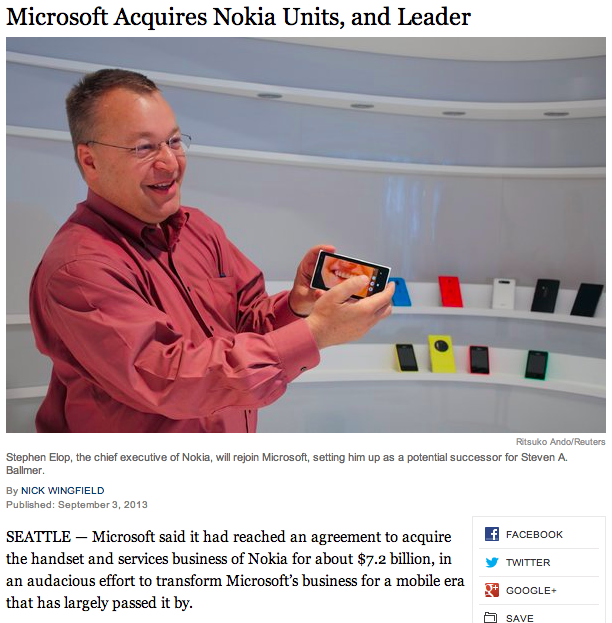 Microsoft Acquires Nokia Units, and Leader
Ritsuko Ando/Reuters
Stephen Elop, the chief executive of Nokia, will rejoin Microsoft, setting him up as a potential successor for Steven A.
Ballmer.
By NICK WINGFIELD
Published: September 3, 2013
SEATTLE — Microsoft said it had reached an agreement to acquire
the handset and services business of Nokia for about $7.2 billion, in
an audacious effort to transform Microsoft's business for a mobile era
that has largely passed it by.
FACEBOOK
TWITTER
GOOGLE+
SAVE